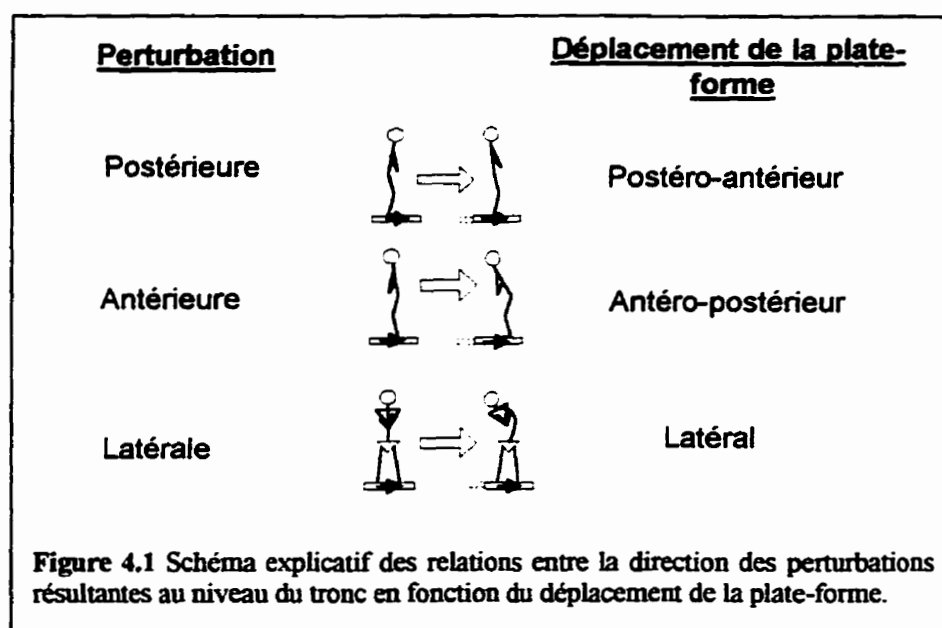 Perturbation
Déplacement de la plate-
forme
Postérieure
Postéro-antérieur
Antérieure
Antéro-postérieur
Latérale
Latéral
Figure 4.1 Schéma explicatif des relations entre la direction des perturbations
résultantes au niveau du tronc en fonction du déplacement de la plate-forme.